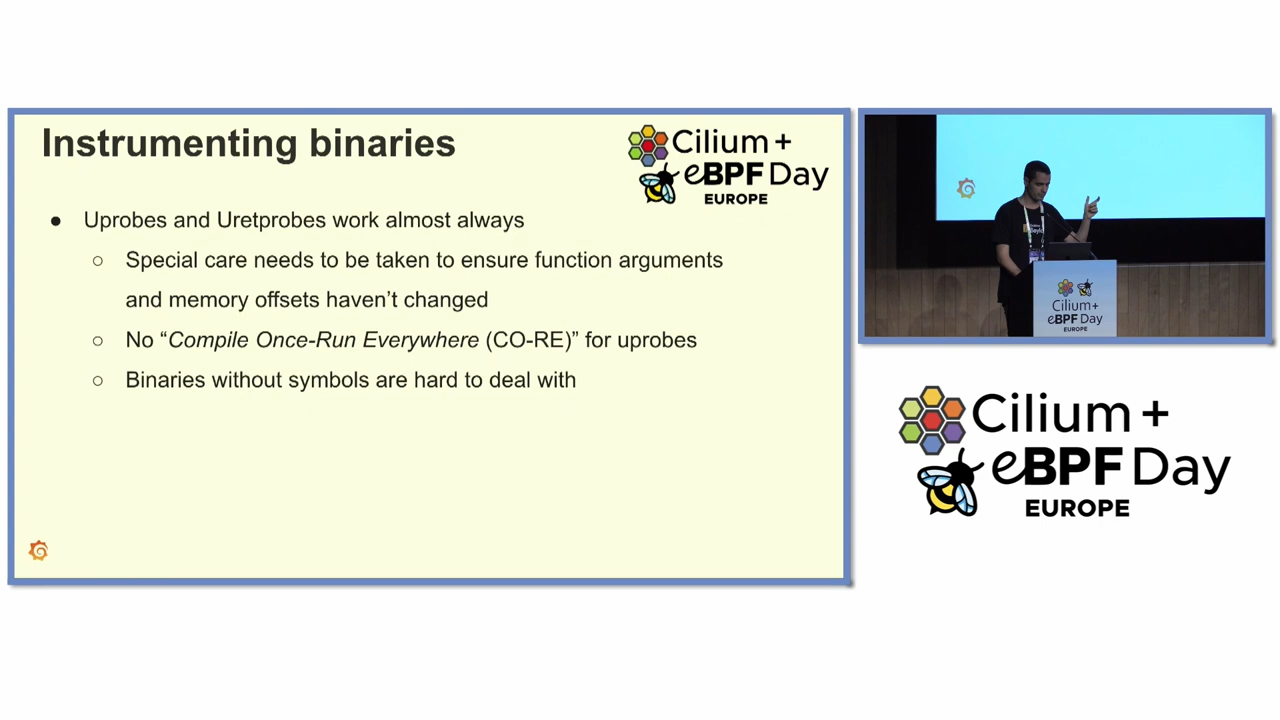 Instrumenting binaries
Cilium +
eBPF Day
EUROPE
● Uprobes and Uretprobes work almost always
○ Special care needs to be taken to ensure function arguments
and memory offsets haven’t changed
○ No “Compile Once-Run Everywhere (CO-RE)” for uprobes
○ Binaries without symbols are hard to deal with
Cilium +
eBPF Day
EUROPE
Cilium +
eBPF Day
EUROPE